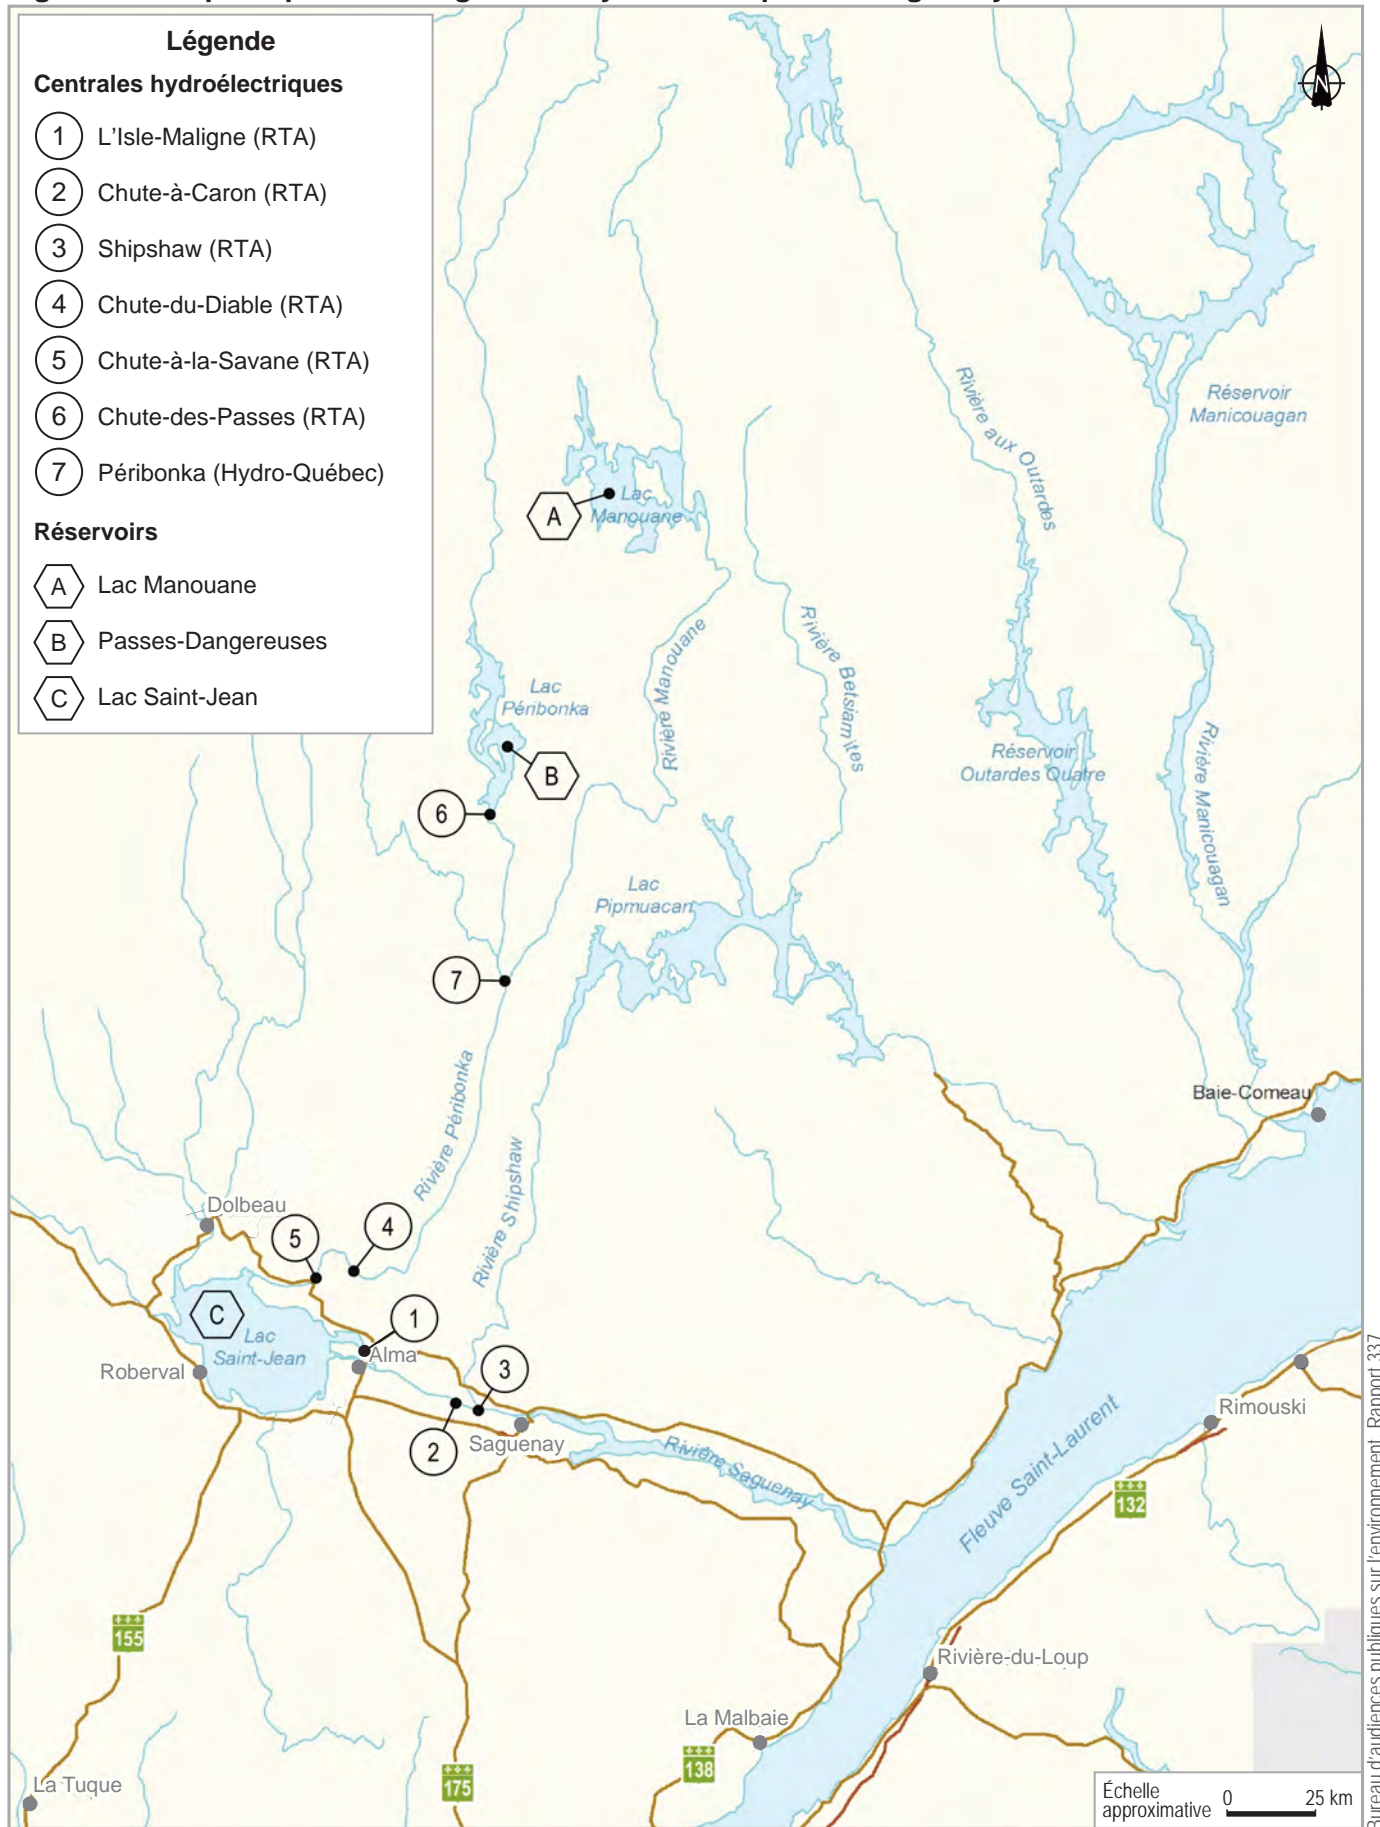 Légende
Centrales hydroélectriques
1 L'Isle-Maligne (RTA)
2 Chute-à-Caron (RTA)
3 Shipshaw (RTA)
4 Chute-du-Diable (RTA)
5 Chute-à-la-Savane (RTA)
6 Chute-des-Passes (RTA)
7 Péribonka (Hydro-Québec)
Réservoirs
A Lac Manouane
B Passes-Dangereuses
C Lac Saint-Jean
N
Réservoir
Manicouagan
Rivière aux Outardes
A
Lac
Manouane
Rivière Manouane
Rivière Betsiamites
Lac
Péribonka
B
6
Réservoir
Outardes Quatre
Rivière Manicouagan
Lac
Pipmuacan
7
Rivière Péribonka
Rivière Shipshaw
Baie-Comeau
Dolbeau
5
4
C
Lac
Saint-Jean
1
Alma
Roberval
3
2
Saguenay
Rivière Saguenay
Fleuve Saint-Laurent
Rimouski
132
155
Rivière-du-Loup
La Malbaie
138
175
La Tuque
Échelle
approximative
0 25 km
Bureau d'audiences publiques sur l'environnement Rapport 337